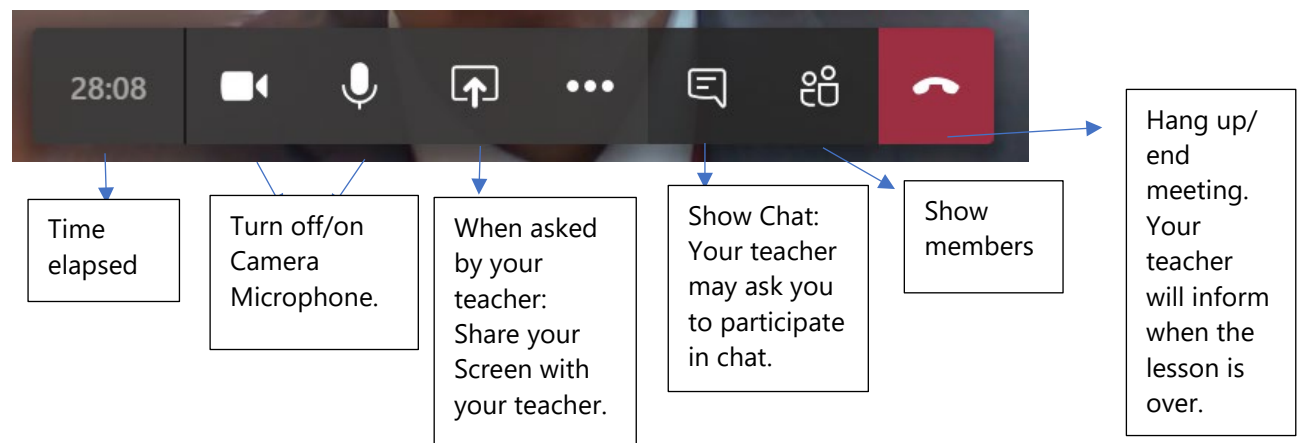 28:08
Time
elapsed
Turn off/on
Camera
Microphone.
When asked
by your
teacher:
Share your
Screen with
your teacher.
Show Chat:
Your teacher
may ask you
to participate
in chat.
Show
members
Hang up/
end
meeting.
Your
teacher
will inform
when the
lesson is
over.